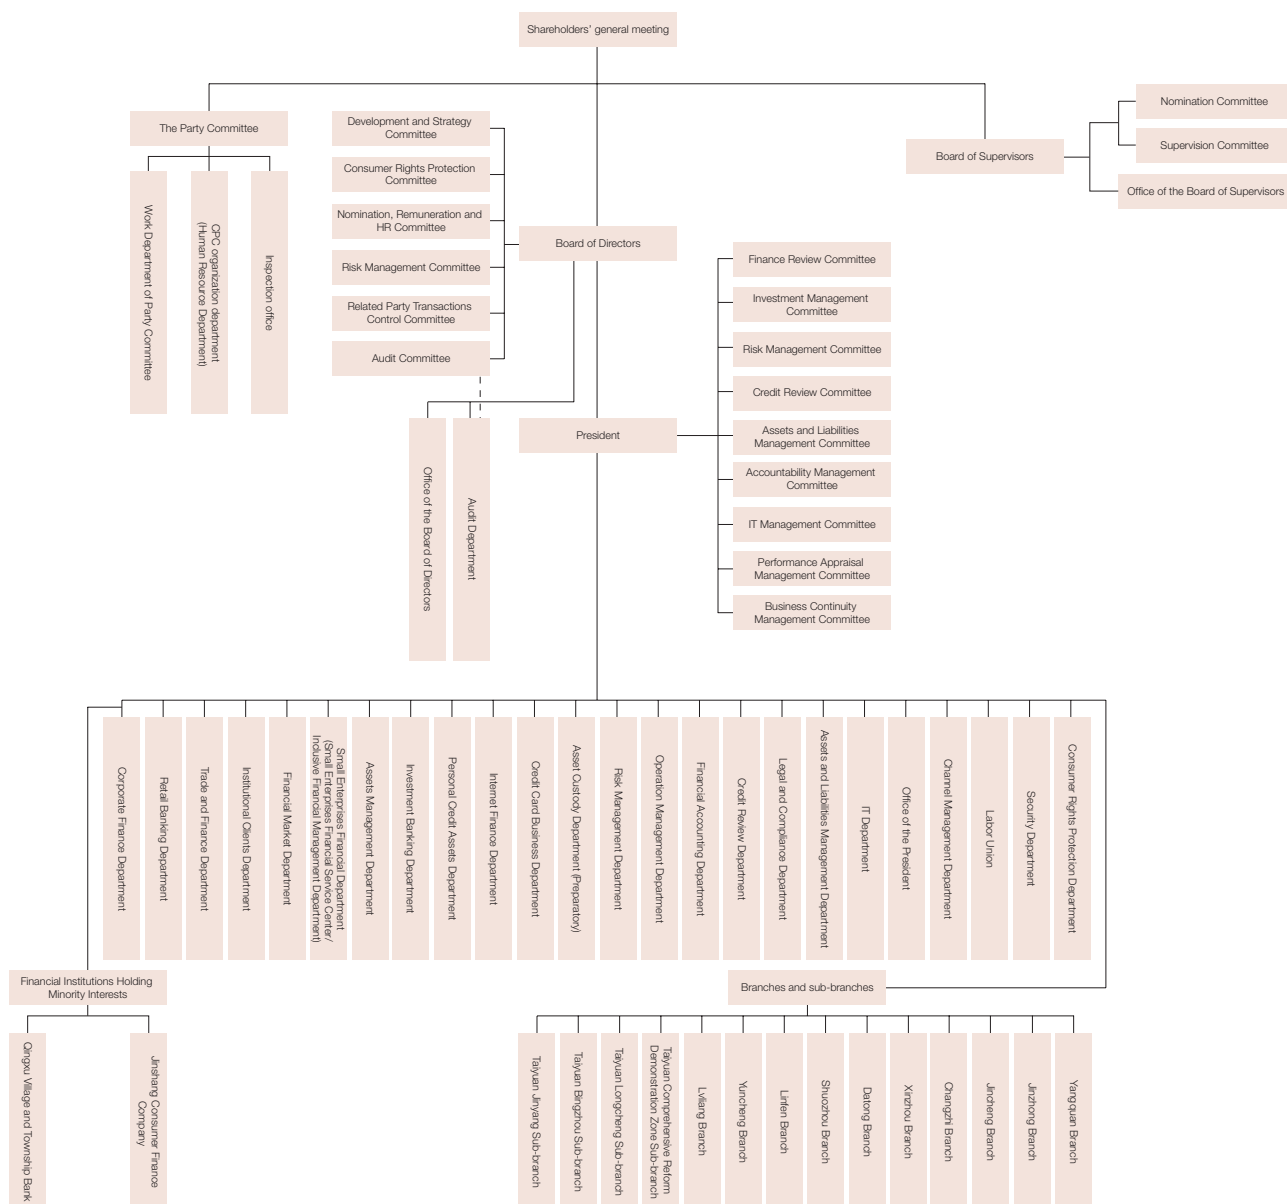 Shareholders' general meeting
The Party Committee
Work Department of Party Committee
CPC organization department
(Human Resource Department)
Inspection office
Development and Strategy
Committee
Consumer Rights Protection
Committee
Nomination, Remuneration and
HR Committee
Risk Management Committee
Related Party Transactions
Control Committee
Audit Committee
Board of Directors
Board of Supervisors
Nomination Committee
Supervision Committee
Office of the Board of Supervisors
Office of the Board of Directors
Audit Department
President
Finance Review Committee
Investment Management
Committee
Risk Management Committee
Credit Review Committee
Assets and Liabilities
Management Committee
Accountability Management
Committee
IT Management Committee
Performance Appraisal
Management Committee
Business Continuity
Management Committee
Corporate Finance Department
Retail Banking Department
Trade and Finance Department
Institutional Clients Department
Financial Market Department
Small Enterprises Financial Department
(Small Enterprises Financial Service Center/
Inclusive Financial Management Department)
Assets Management Department
Investment Banking Department
Personal Credit Assets Department
Internet Finance Department
Credit Card Business Department
Asset Custody Department (Preparatory)
Risk Management Department
Operation Management Department
Financial Accounting Department
Credit Review Department
Legal and Compliance Department
Assets and Liabilities Management Department
IT Department
Office of the President
Channel Management Department
Labor Union
Security Department
Consumer Rights Protection Department
Financial Institutions Holding
Minority Interests
Qingxu Village and Township Bank
Jinshang Consumer Finance
Company
Branches and sub-branches
Taiyuan Jinyang Sub-branch
Taiyuan Bingzhou Sub-branch
Taiyuan Longcheng Sub-branch
Taiyuan Comprehensive Reform
Demonstration Zone Sub-branch
Lvliang Branch
Yuncheng Branch
Linfen Branch
Shuozhou Branch
Datong Branch
Xinzhou Branch
Changzhi Branch
Jincheng Branch
Jinzhong Branch
Yangquan Branch